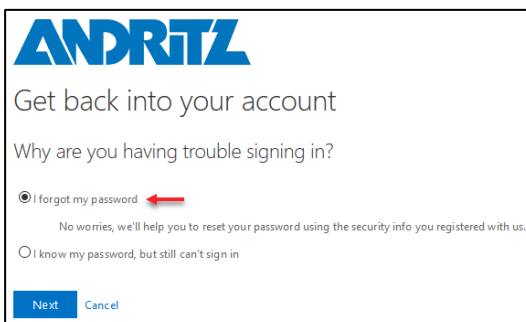 ANDRITZ
Get back into your account
Why are you having trouble signing in?
I forgot my password
No worries, we'll help you to reset your password using the security info you registered with us.
I know my password, but still can't sign in
Next Cancel